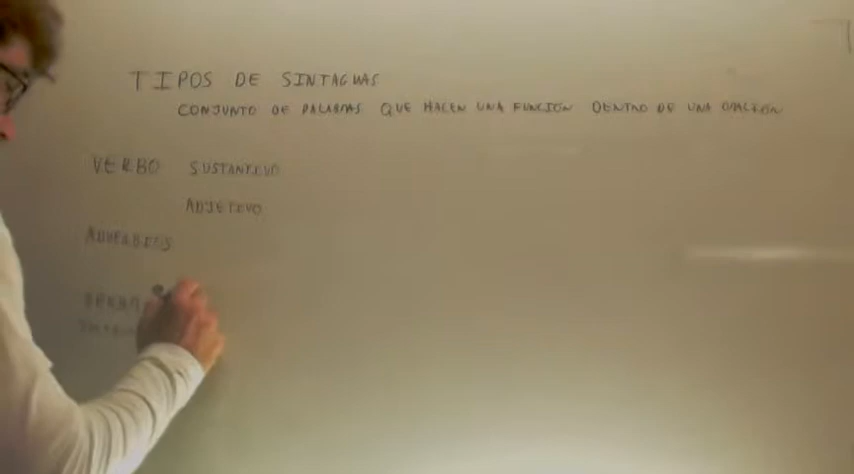 TIPOS DE SINTAGMAS
CONJUNTO DE PALABRAS QUE HACEN UNA FUNCION DENTRO DE UNA ORACION
VERBO SUSTANTIVO
ADJETIVO
ADVERBIOS